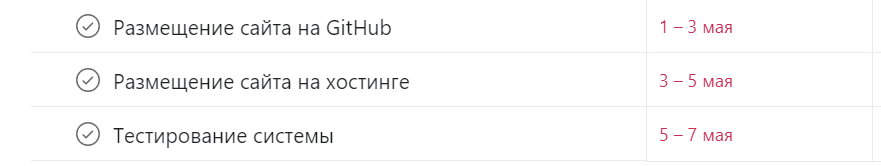 Размещение сайта на GitHub 1 – 3 мая
Размещение сайта на хостинге 3 – 5 мая
Тестирование системы 5 – 7 мая